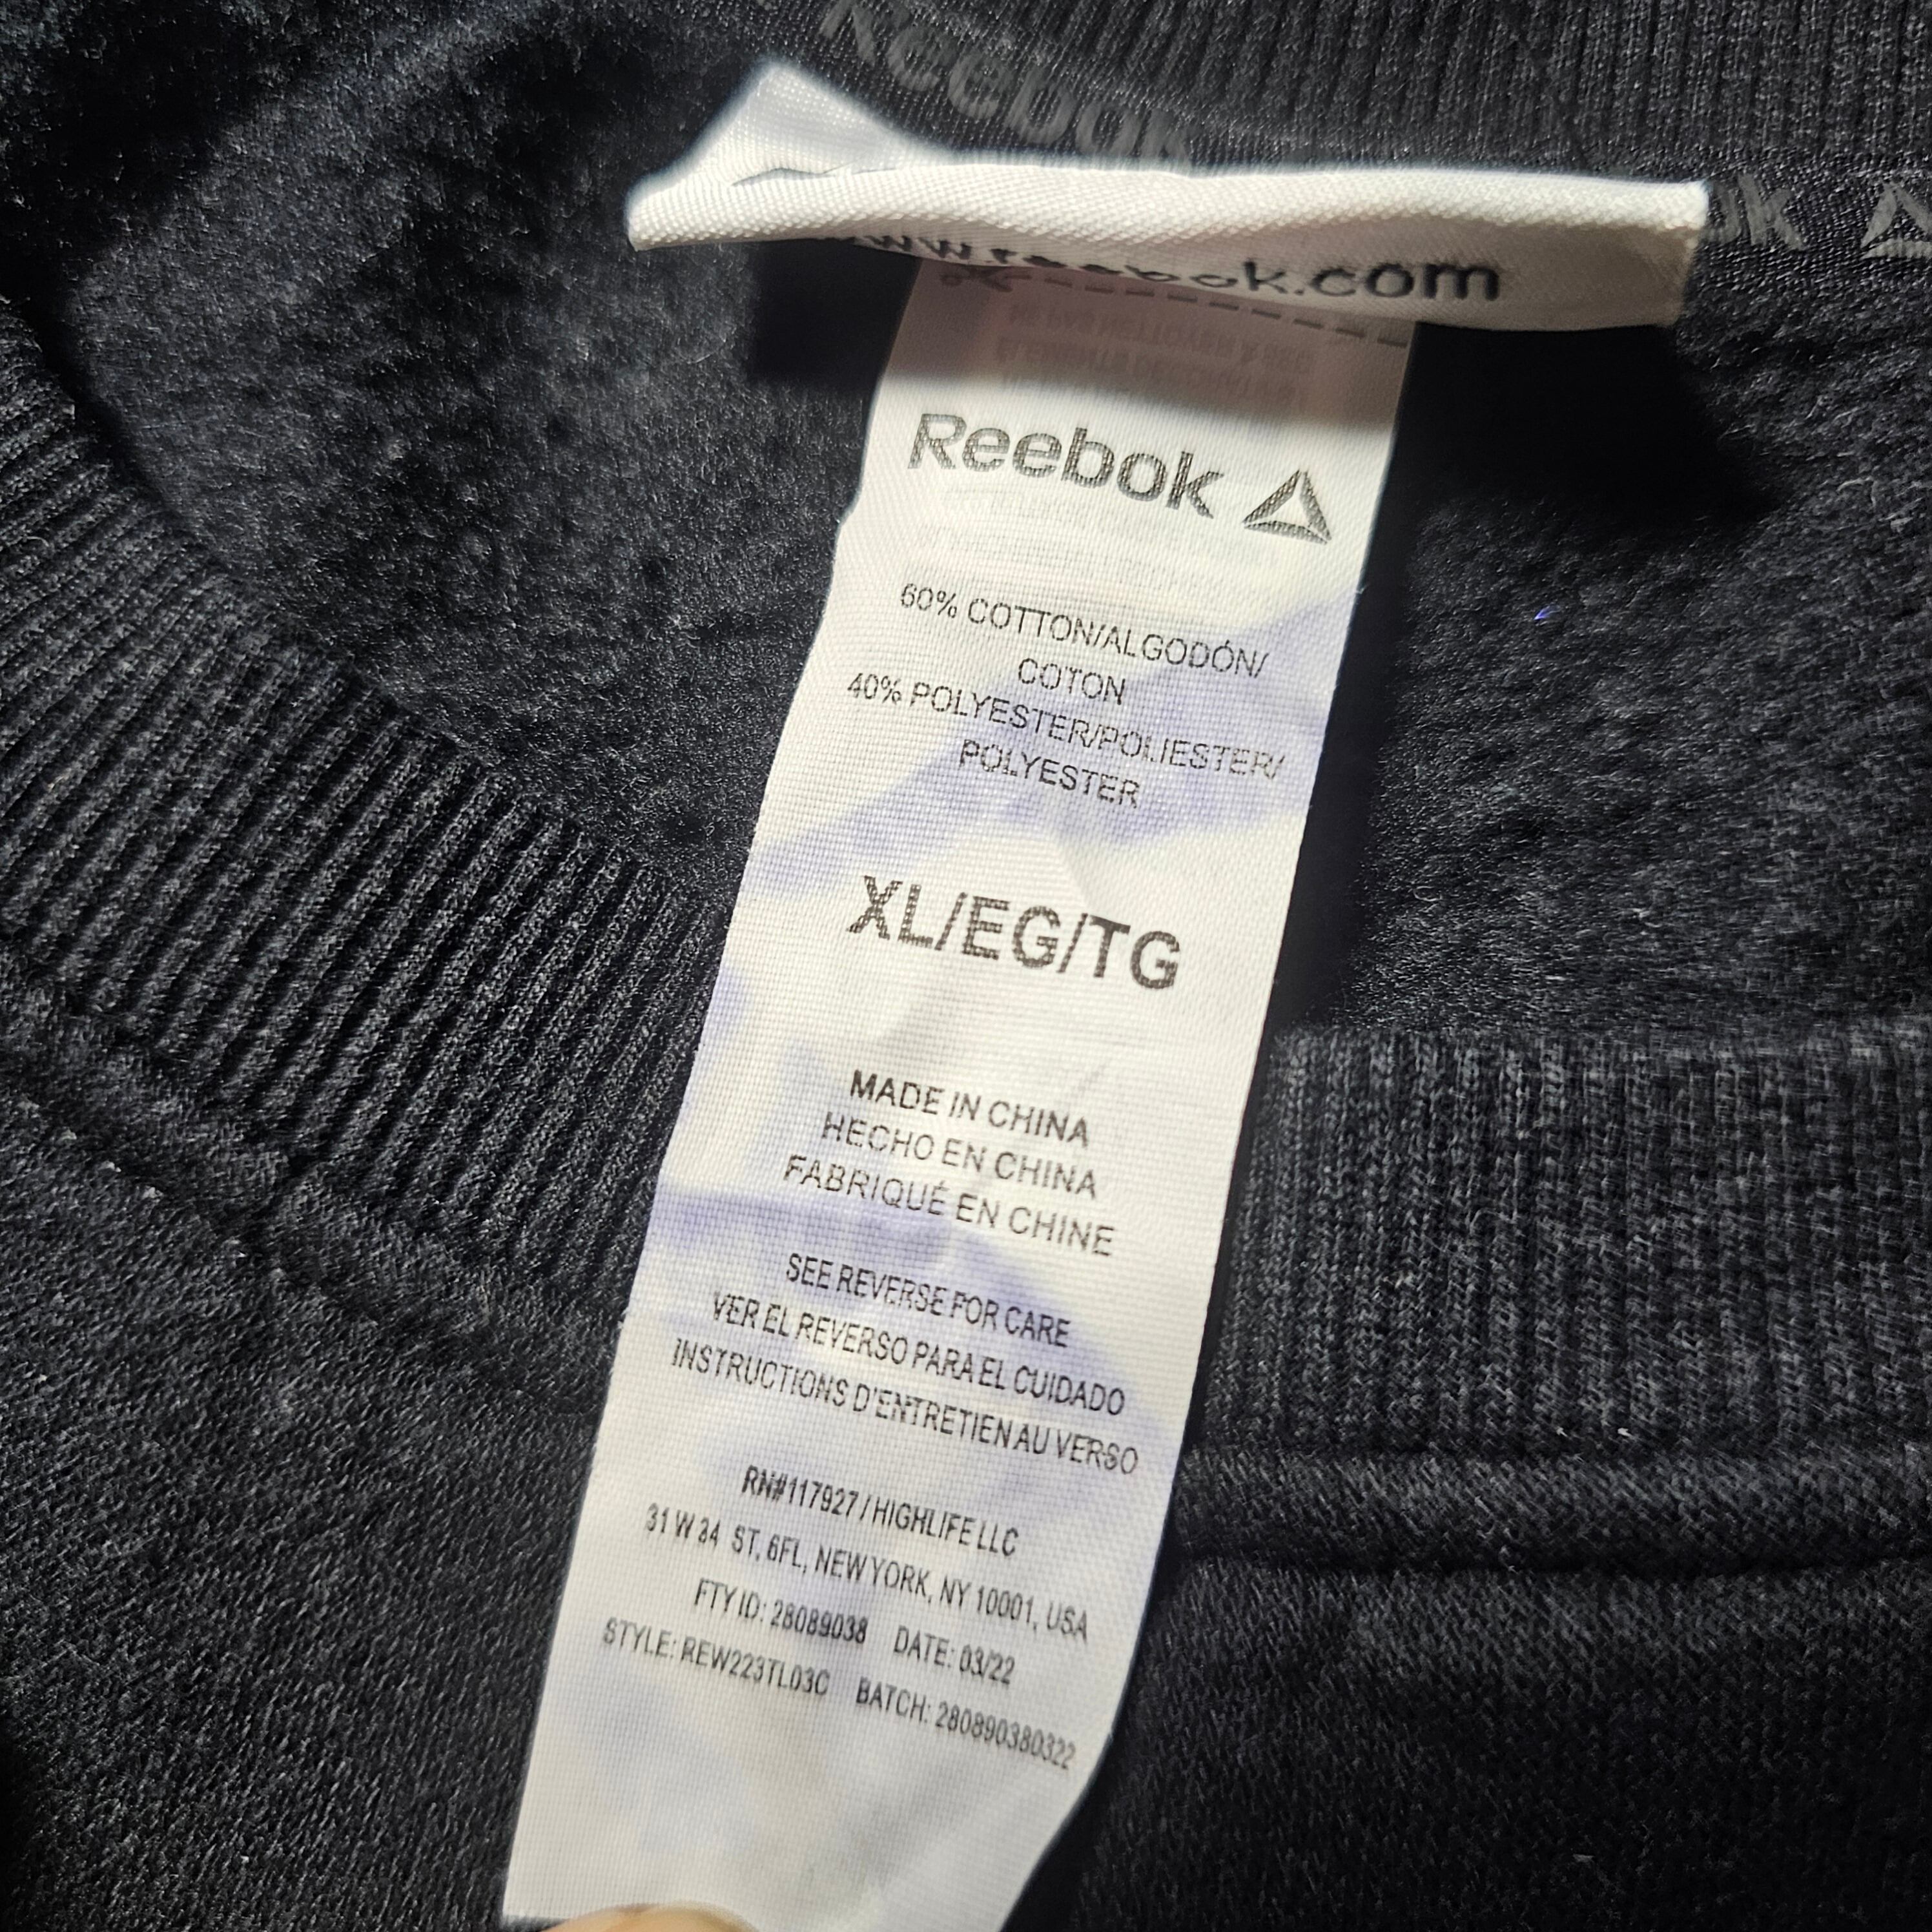 Reebok
ok
www.reebok.com
Reebok
60% COTTON/ALGODÓN/
COTON
40% POLYESTER/POLIESTER/
POLYESTER
XL/EG/TG
MADE IN CHINA
HECHO EN CHINA
FABRIQUÉ EN CHINE
SEE REVERSE FOR CARE
VER EL REVERSO PARA EL CUIDADO
INSTRUCTIONS D'ENTRETIEN AU VERSO
RN#117927 / HIGHLIFE LLC
31 W 34 ST, 6FL, NEW YORK, NY 10001, USA
FTY ID: 28089038 DATE: 03/22
STYLE: REW223TL03C BATCH: 280890380322